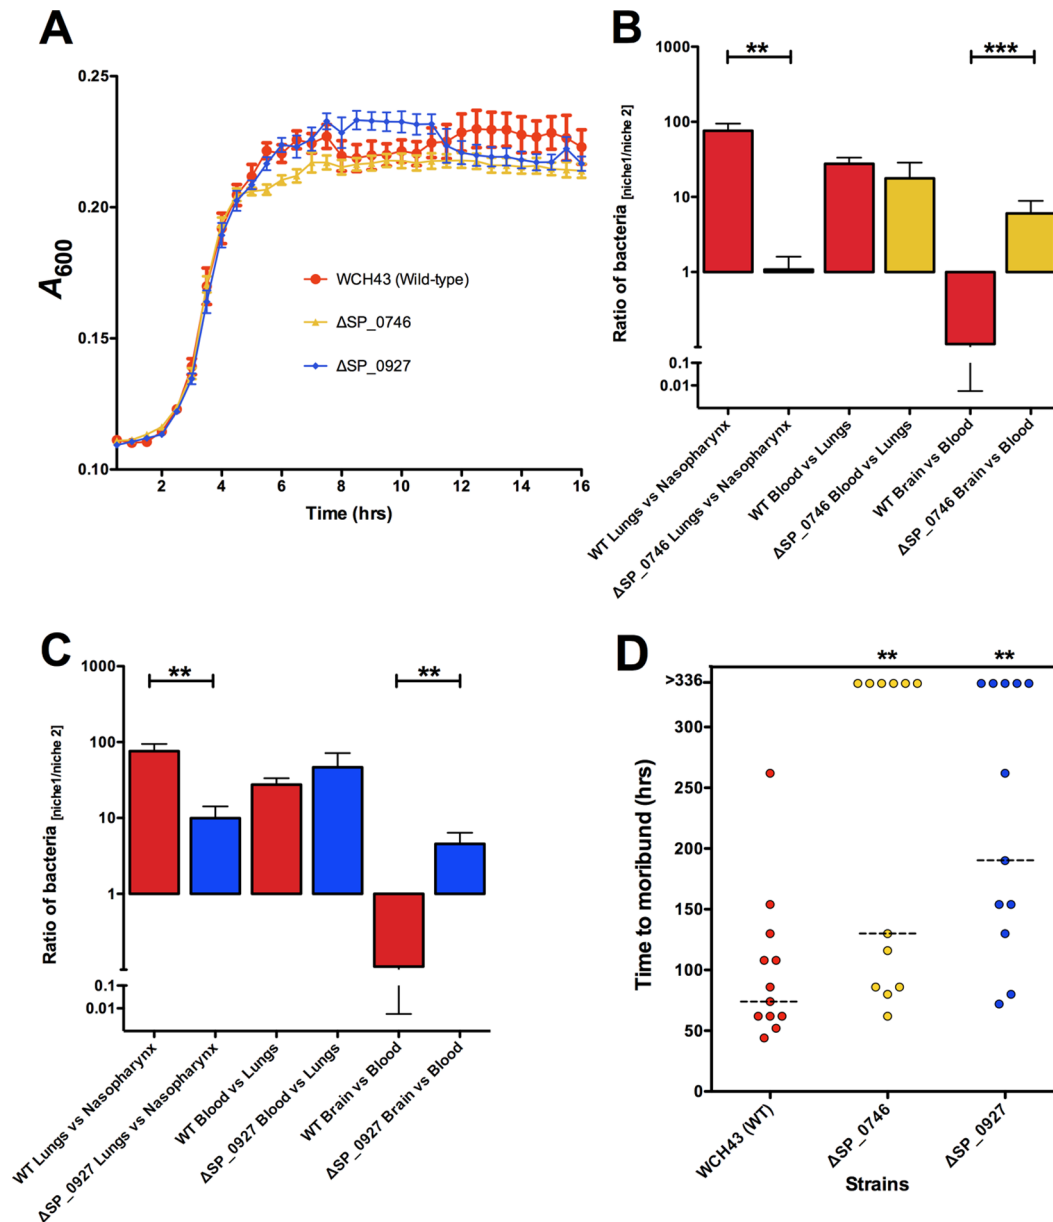 A
0.25
0.20
0.15
0.10
A600
WCH43 (Wild-type)
ΔSP_0746
ΔSP_0927
2 4 6 8 10 12 14 16
Time (hrs)
B
** ***
1000
100
10
1
0.1
0.01
Ratio of bacteria [niche1/niche 2]
WT Lungs vs Nasopharynx
ΔSP_0746 Lungs vs Nasopharynx
WT Blood vs Lungs
ΔSP_0746 Blood vs Lungs
WT Brain vs Blood
ΔSP_0746 Brain vs Blood
C
** **
1000
100
10
1
0.1
0.01
Ratio of bacteria [niche1/niche 2]
WT Lungs vs Nasopharynx
ΔSP_0927 Lungs vs Nasopharynx
WT Blood vs Lungs
ΔSP_0927 Blood vs Lungs
WT Brain vs Blood
ΔSP_0927 Brain vs Blood
D
** **
>336
300
250
200
150
100
50
0
Time to moribund (hrs)
WCH43 (WT)
ΔSP_0746
ΔSP_0927
Strains